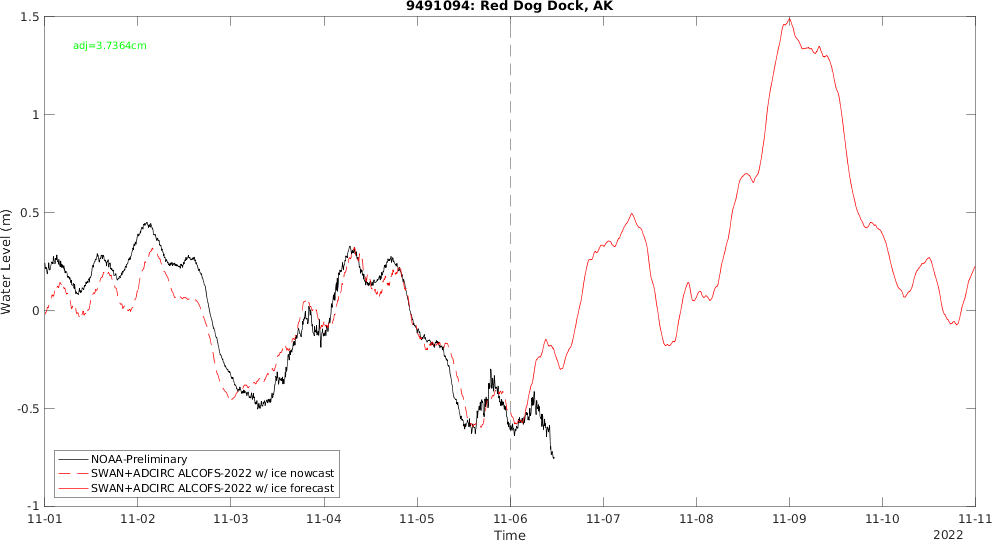 9491094: Red Dog Dock, AK
adj=3.7364cm
Water Level (m)
1.5
1
0.5
0
-0.5
-1
NOAA-Preliminary
SWAN+ADCIRC ALCOFS-2022 w/ ice nowcast
SWAN+ADCIRC ALCOFS-2022 w/ ice forecast
11-01 11-02 11-03 11-04 11-05 11-06 11-07 11-08 11-09 11-10 11-11
Time
2022